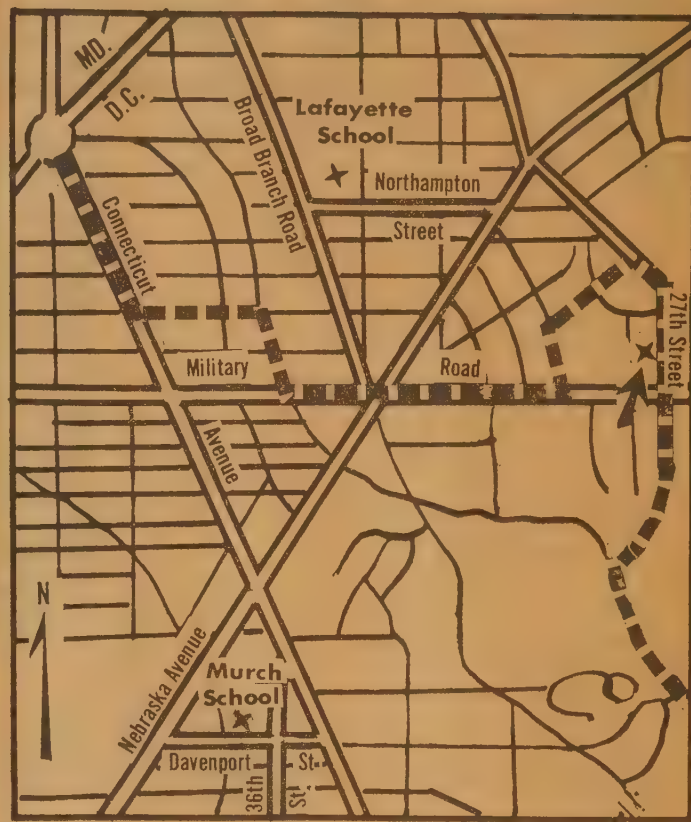 MD.
D.C.
Broad Branch Road
Lafayette
School
Northampton
Street
Connecticut
Avenue
27th Street
Military
Road
N
Nebraska Avenue
Murch
School
Davenport
St.
36th
St.